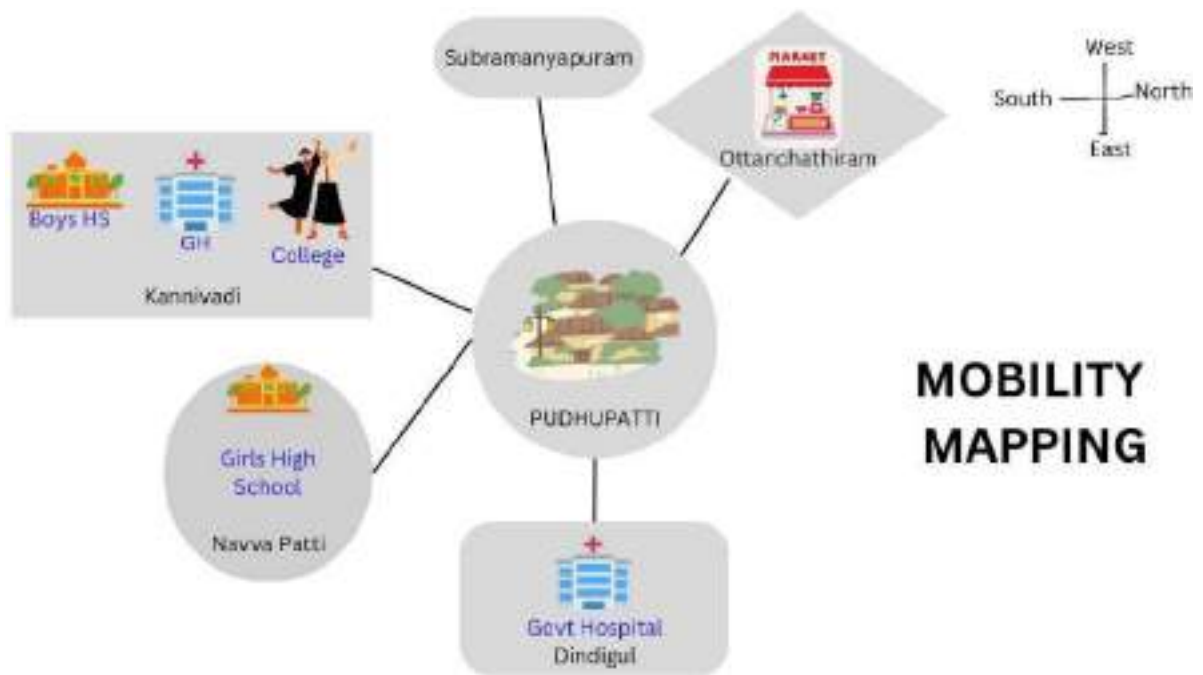 Subramanyapuram
MARKET
Ottanchathiram
West
South
North
East
Boys HS
GH
College
Kannivadi
PUDHUPATTI
MOBILITY
MAPPING
Girls High
School
Navva Patti
Govt Hospital
Dindigul